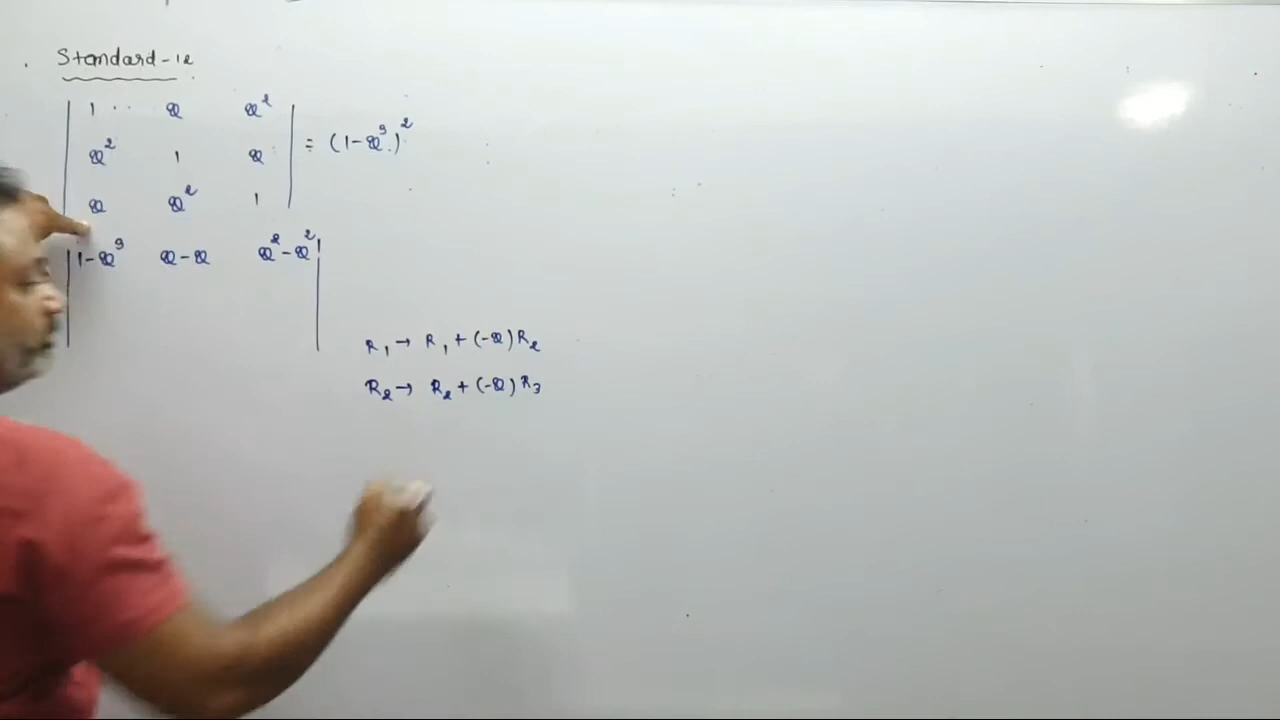 Standard-12
| 1 x x² |
| x² 1 x | = (1-x³)²
| x x² 1 |
| 1-x³ x-x x²-x² |
R₁ → R₁ + (-x)R₂
R₂ → R₂ + (-x)R₃